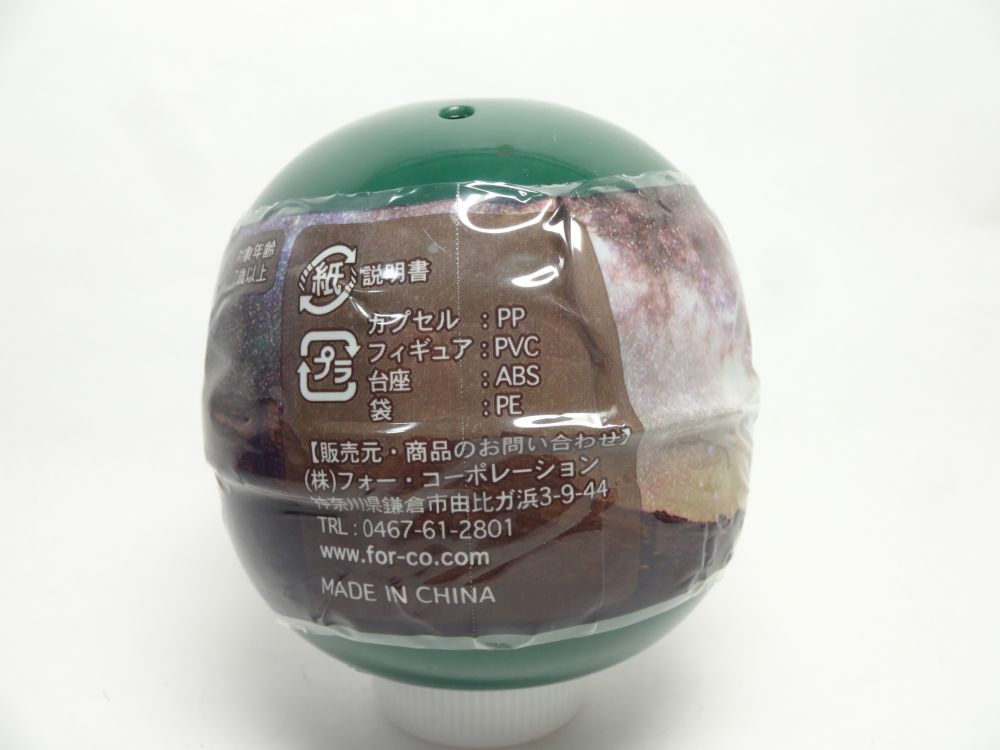 対象年齢
歳以上
紙 説明書
プラ
カプセル : PP
フィギュア : PVC
台座 : ABS
袋 : PE
【販売元・商品のお問い合わせ】
(株)フォー・コーポレーション
神奈川県鎌倉市由比ガ浜3-9-44
TRL : 0467-61-2801
www.for-co.com
MADE IN CHINA